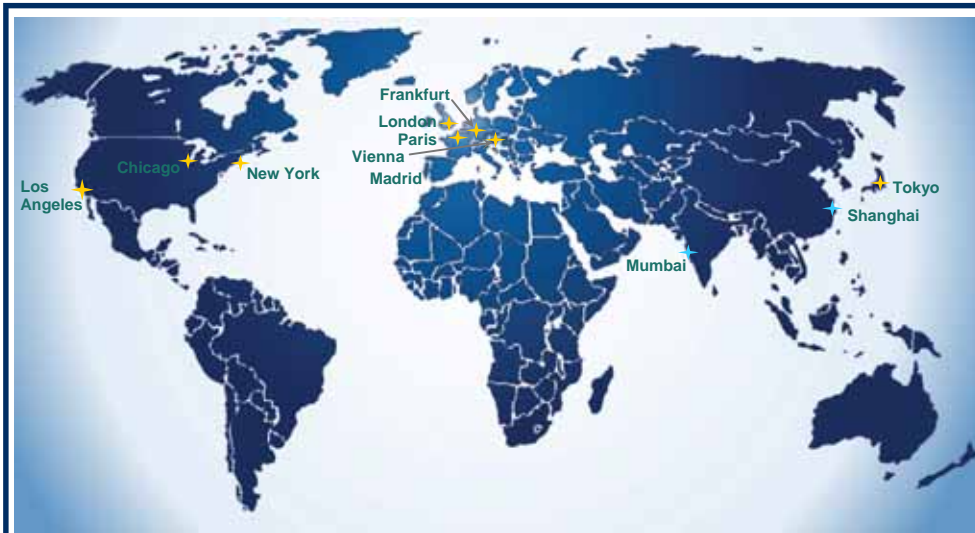 Frankfurt
London
Paris
Vienna
Madrid
Chicago
New York
Los
Angeles
Tokyo
Shanghai
Mumbai